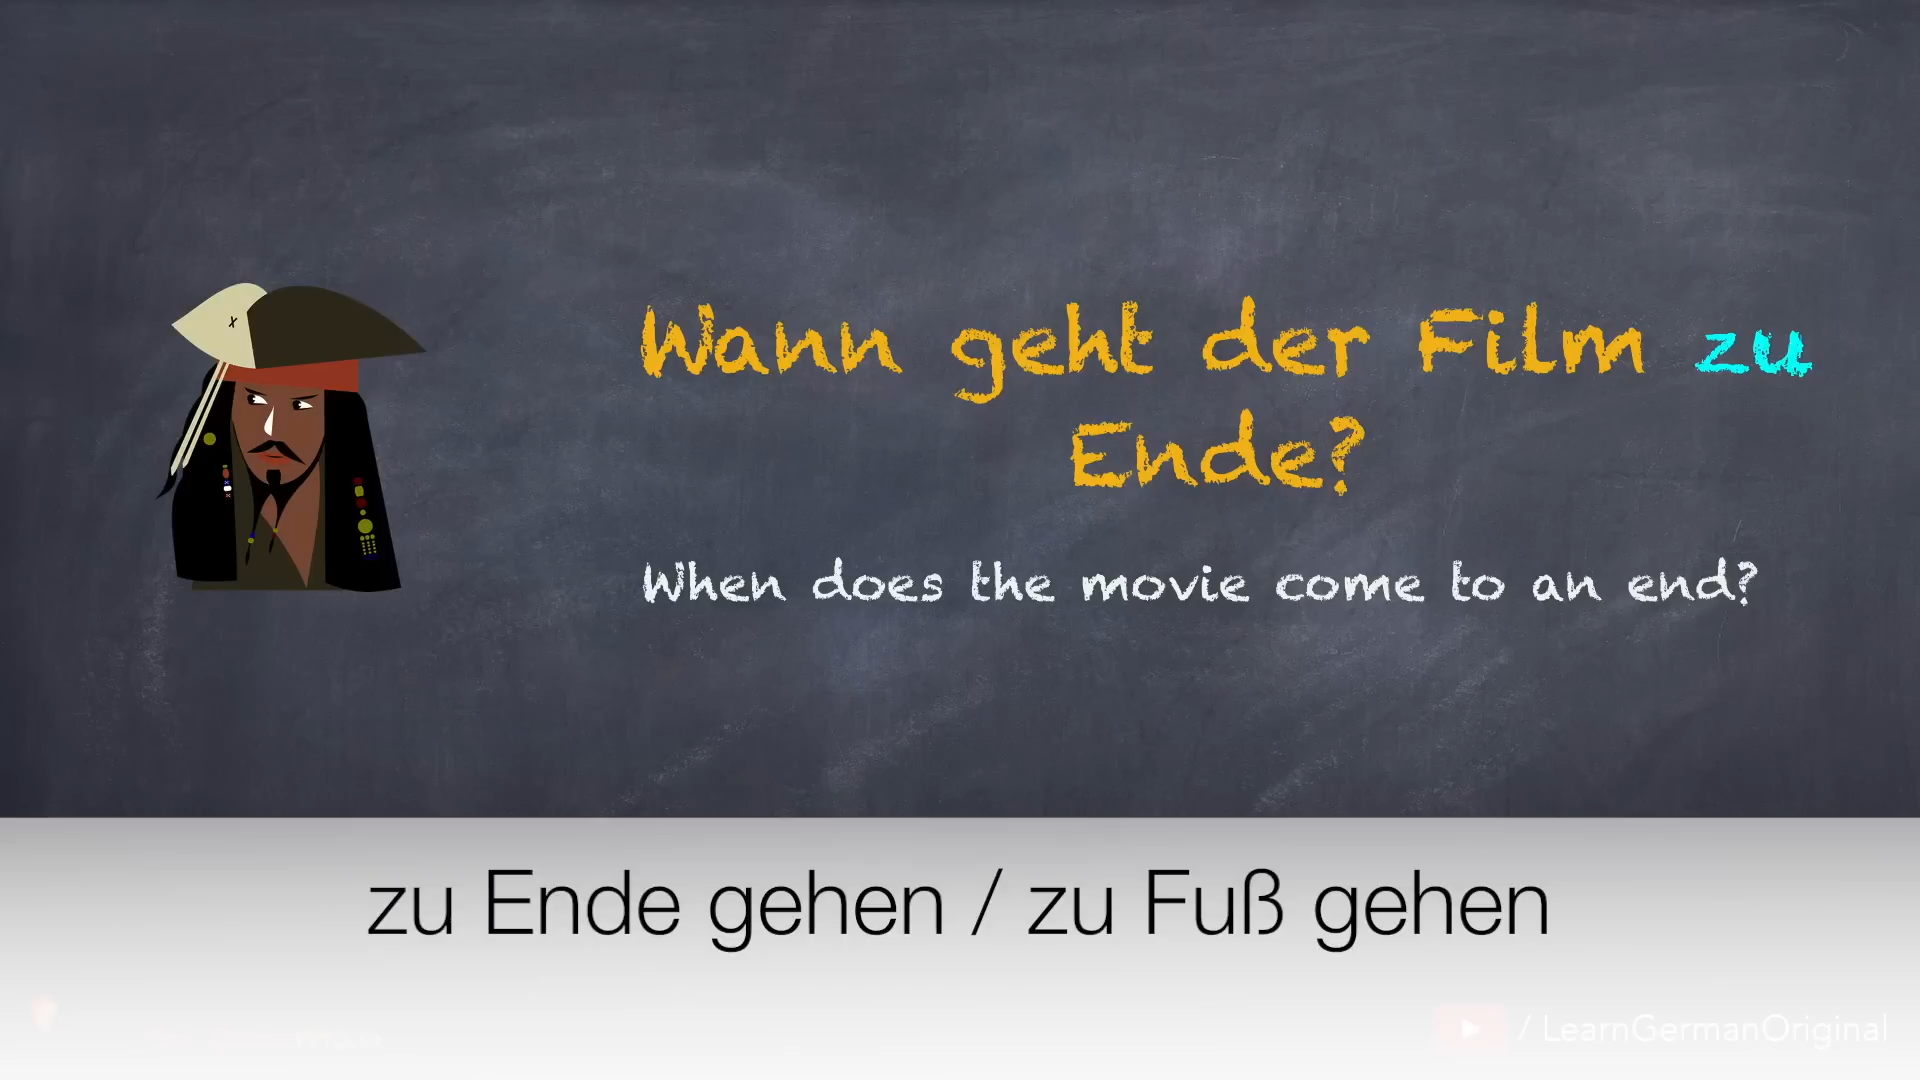 Wann geht der Film zu
Ende?
When does the movie come to an end?
zu Ende gehen / zu Fuß gehen
/ LearnGermanOriginal